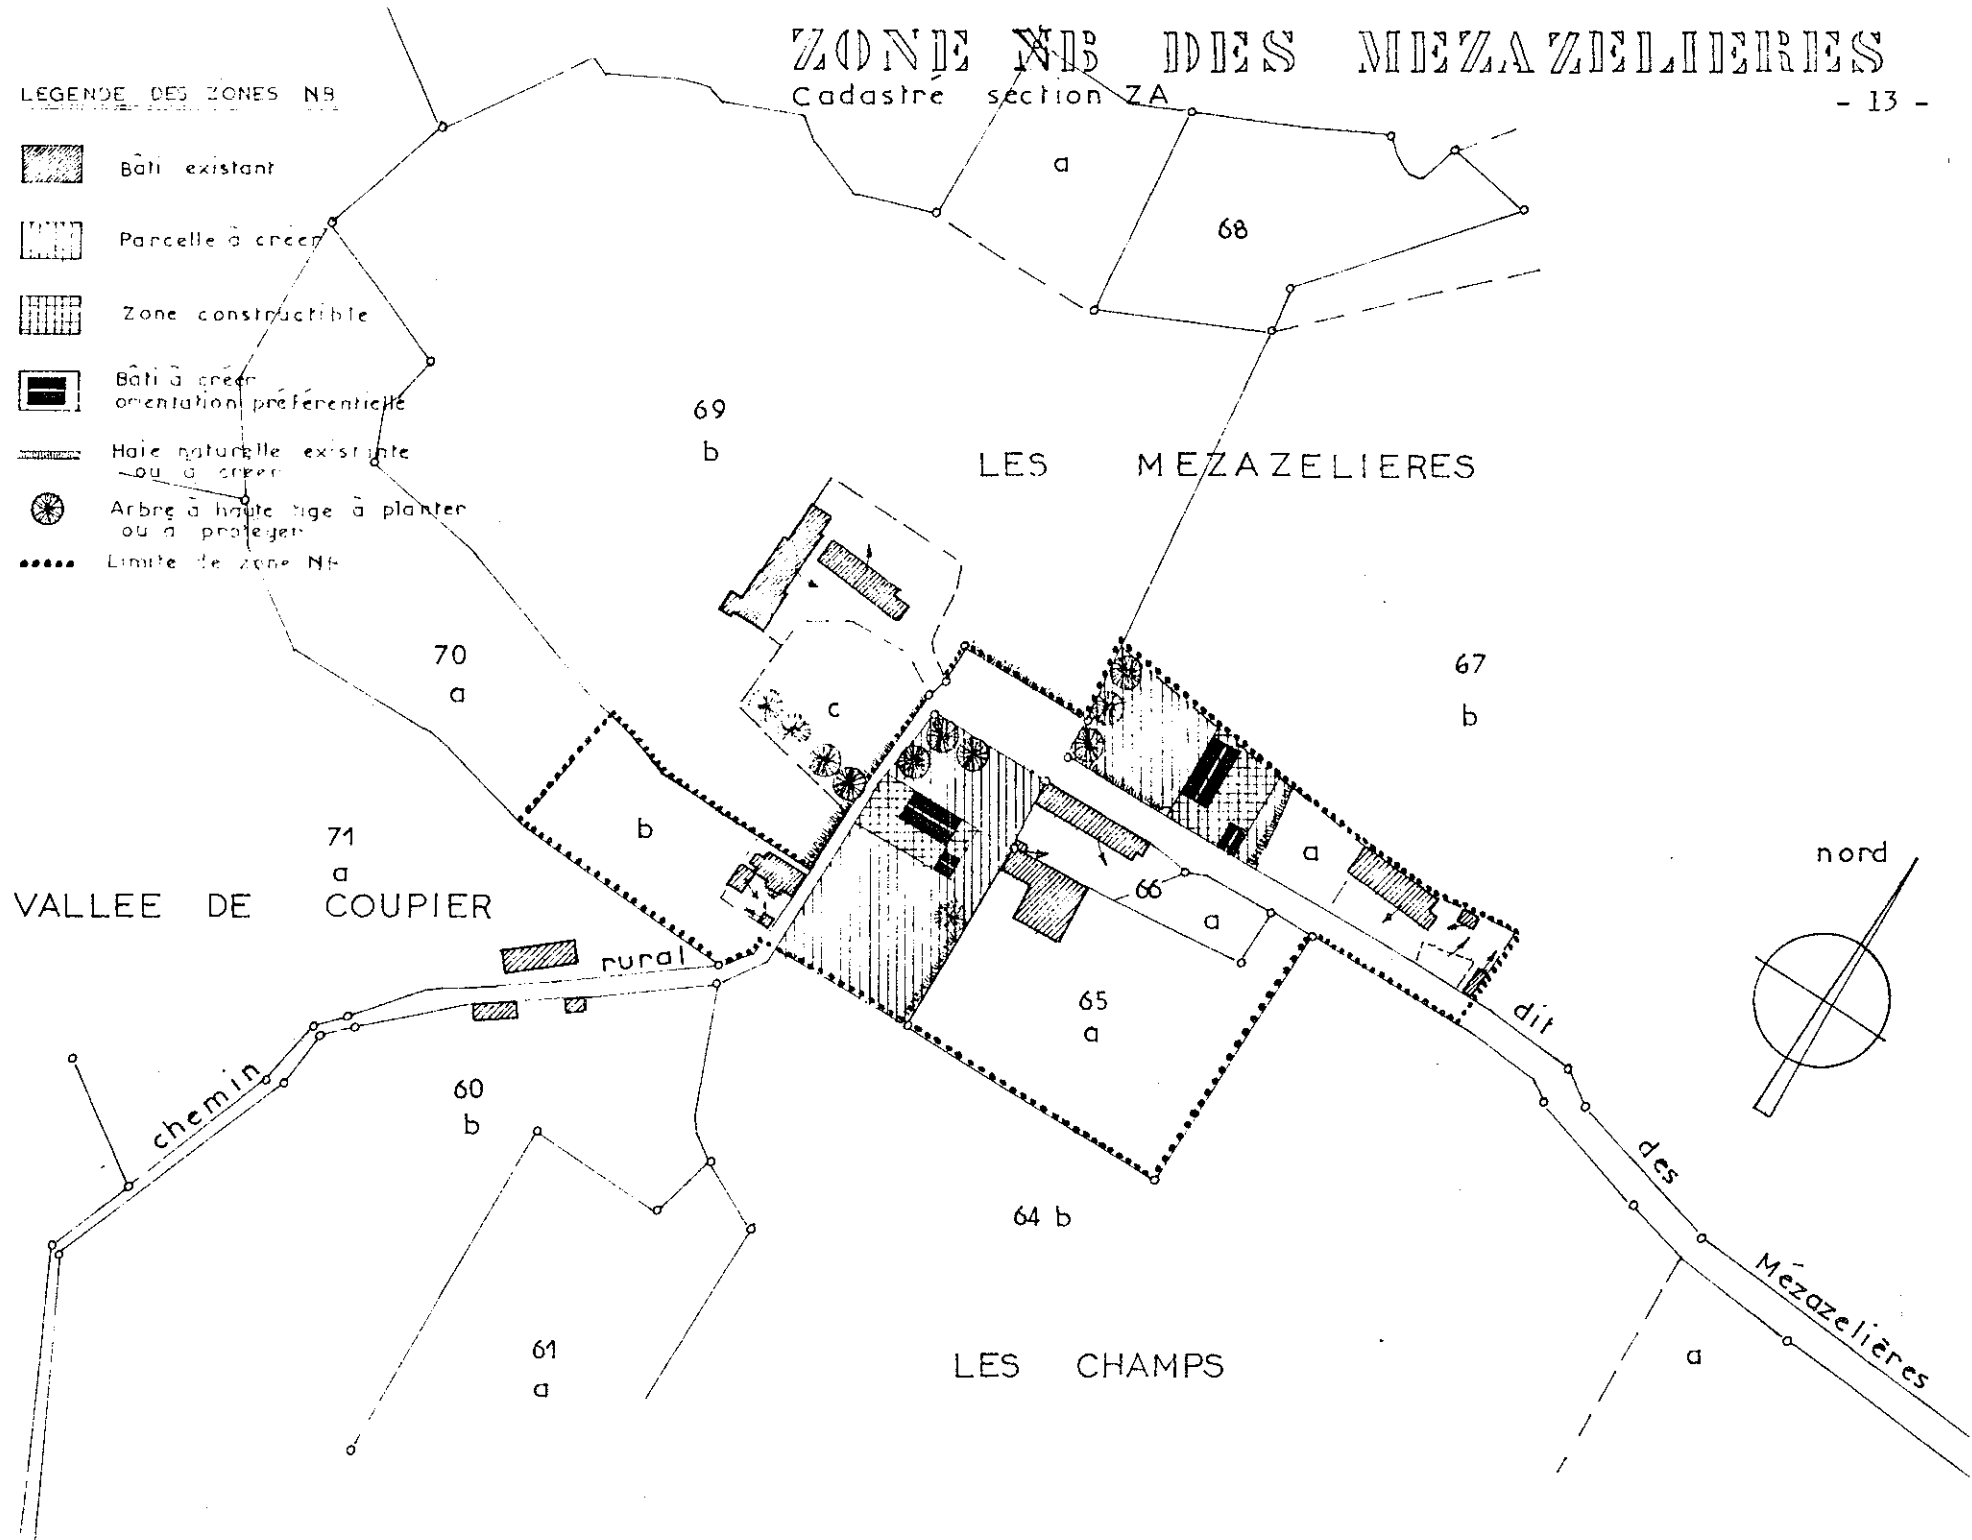 ZONE NB DES MEZAZELIERES
Cadastré section ZA
- 13 -
LEGENDE DES ZONES NB
Bâti existant
Parcelle à créer
Zone constructible
Bâti à créer
orientation préférentielle
Haie naturelle existante
ou à créer
Arbre à haute tige à planter
ou à protéger
Limite de zone NB
a
68
69
b
LES MEZAZELIERES
70
a
67
b
c
71
a
b
a
66
a
nord
VALLEE DE COUPIER
rural
65
a
dit
chemin
60
b
des
64 b
Mézazelières
61
a
LES CHAMPS
a